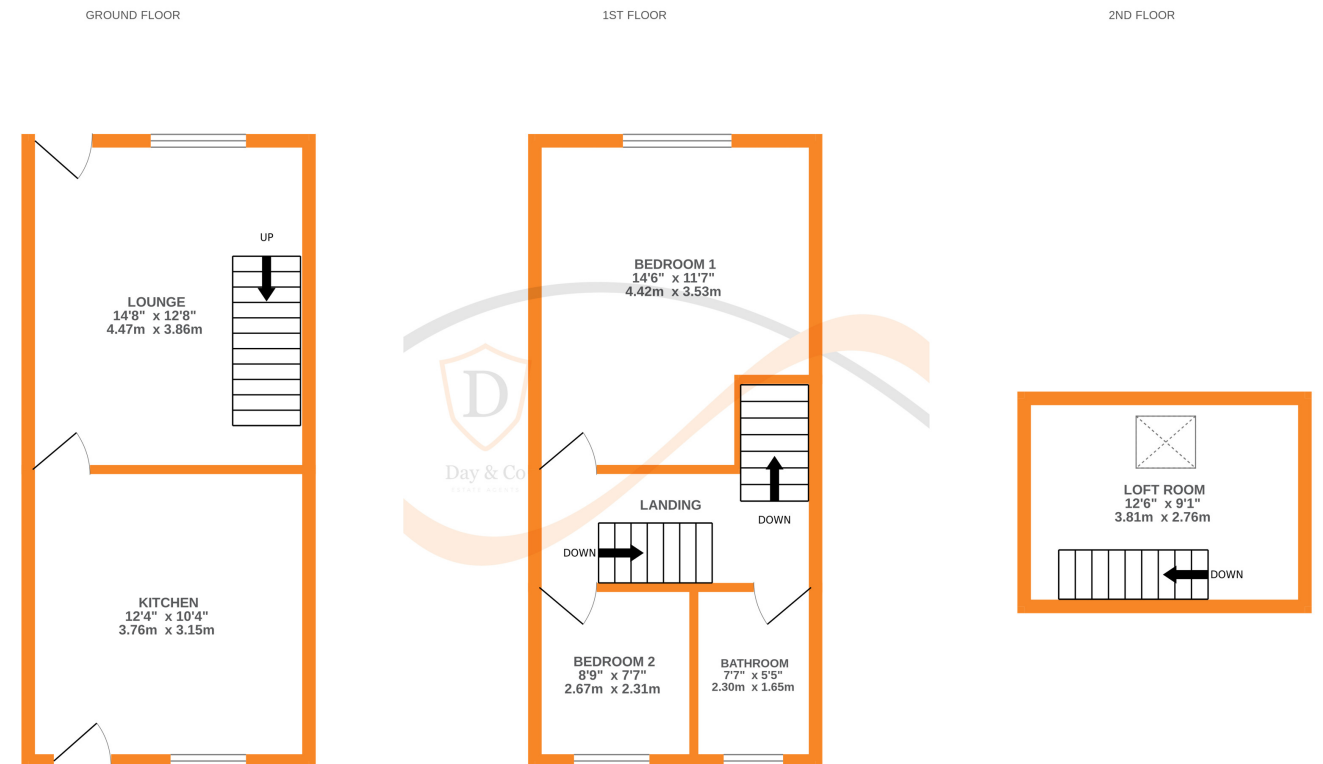 GROUND FLOOR
1ST FLOOR
2ND FLOOR
UP
LOUNGE
14'8" x 12'8"
4.47m x 3.86m
KITCHEN
12'4" x 10'4"
3.76m x 3.15m
BEDROOM 1
14'6" x 11'7"
4.42m x 3.53m
D
Day & Co
LANDING
DOWN
DOWN
BEDROOM 2
8'9" x 7'7"
2.67m x 2.31m
BATHROOM
7'7" x 5'5"
2.30m x 1.65m
LOFT ROOM
12'6" x 9'1"
3.81m x 2.76m
DOWN